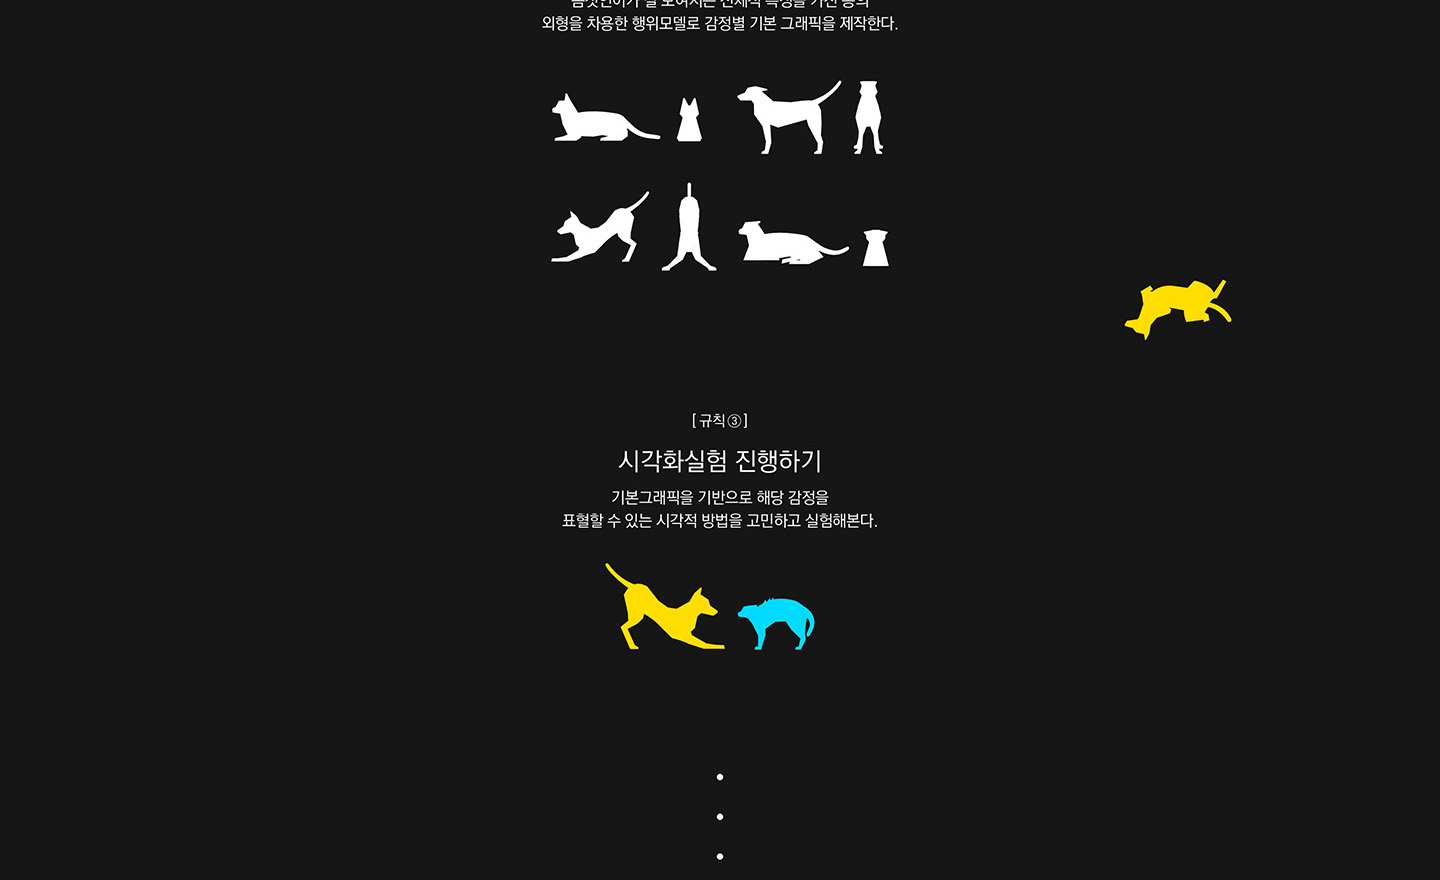 외형을 차용한 행위모델로 감정별 기본 그래픽을 제작한다.
[ 규칙③ ]
시각화실험 진행하기
기본그래픽을 기반으로 해당 감정을
표혈할 수 있는 시각적 방법을 고민하고 실험해본다.